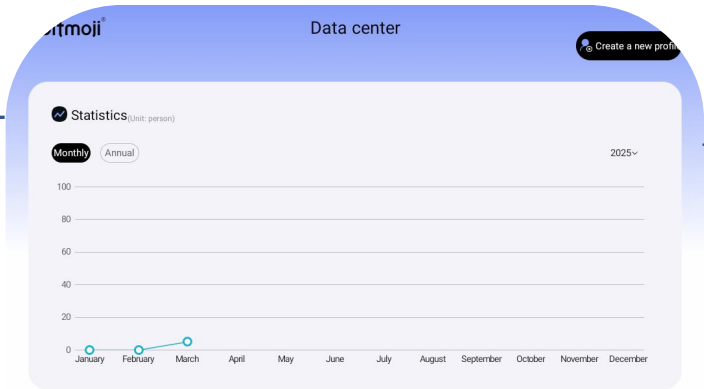 Data center
Create a new
Statistics(Unit: person)
Monthly Annual 2025
100
80
60
40
20
0
January February March April May June July August September October November December